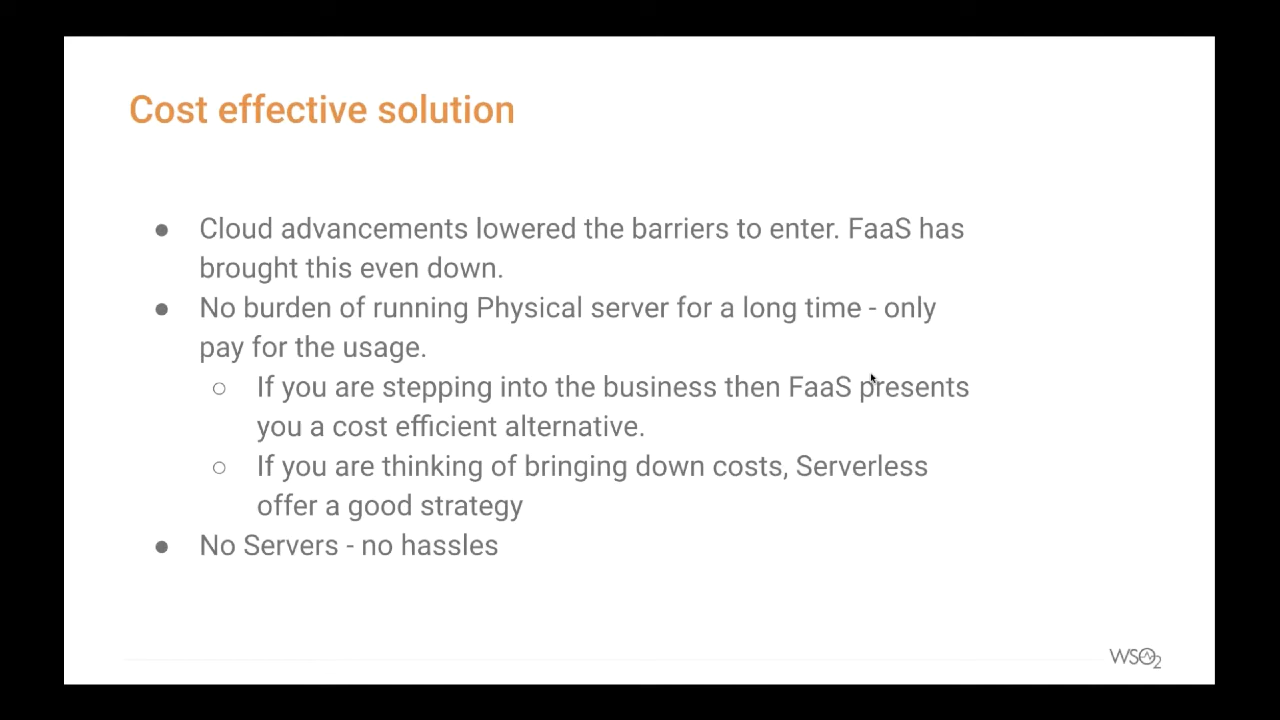 Cost effective solution
● Cloud advancements lowered the barriers to enter. FaaS has
brought this even down.
● No burden of running Physical server for a long time - only
pay for the usage.
○ If you are stepping into the business then FaaS presents
you a cost efficient alternative.
○ If you are thinking of bringing down costs, Serverless
offer a good strategy
● No Servers - no hassles
WSO2